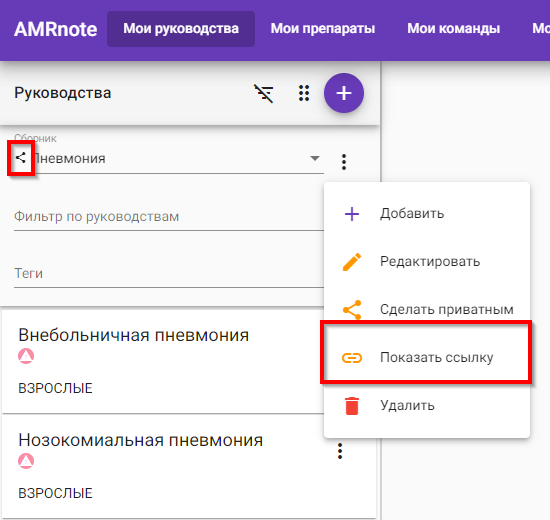 AMRnote Мои руководства Мои препараты Мои команды Мо
Руководства
Сборник
Пневмония
Добавить
Фильтр по руководствам
Редактировать
Теги
Сделать приватным
Внебольничная пневмония
Показать ссылку
ВЗРОСЛЫЕ
Удалить
Нозокомиальная пневмония
ВЗРОСЛЫЕ